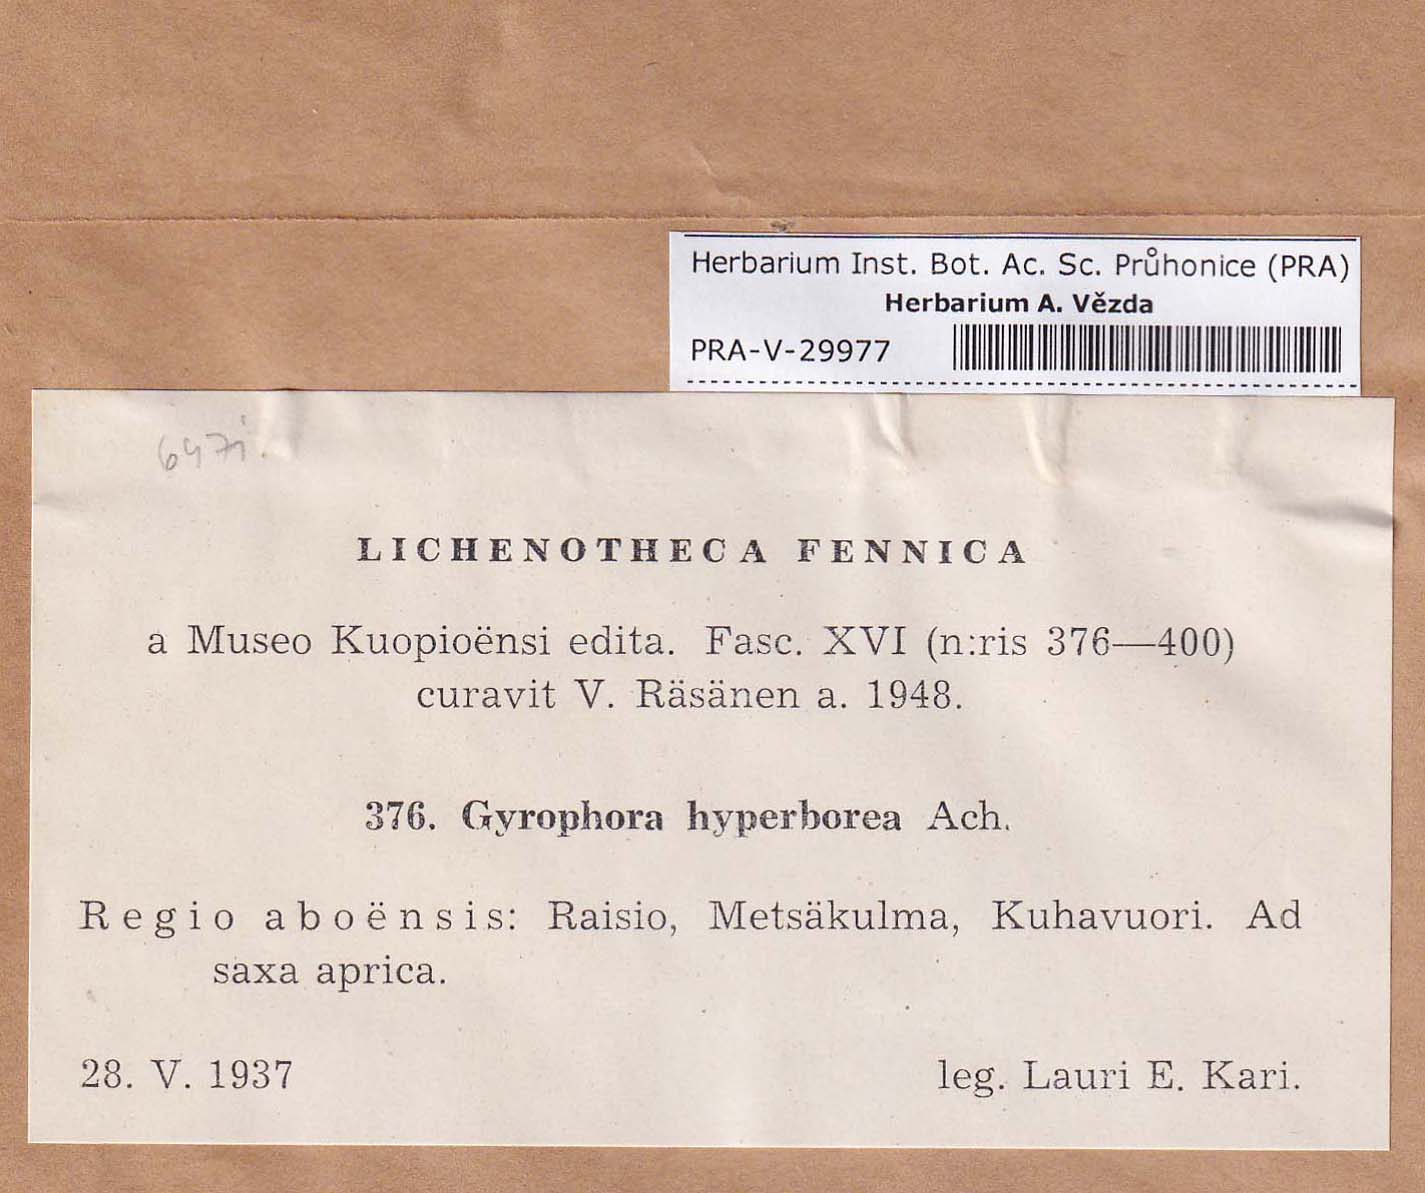 Herbarium Inst. Bot. Ac. Sc. Průhonice (PRA)
Herbarium A. Vězda
PRA-V-29977
LICHENOTHECA FENNICA
a Museo Kuopioënsi edita. Fasc. XVI (n:ris 376—400)
curavit V. Räsänen a. 1948.
376. Gyrophora hyperborea Ach.
Regio aboënsis: Raisio, Metsäkulma, Kuhavuori. Ad
saxa aprica.
28. V. 1937 leg. Lauri E. Kari.